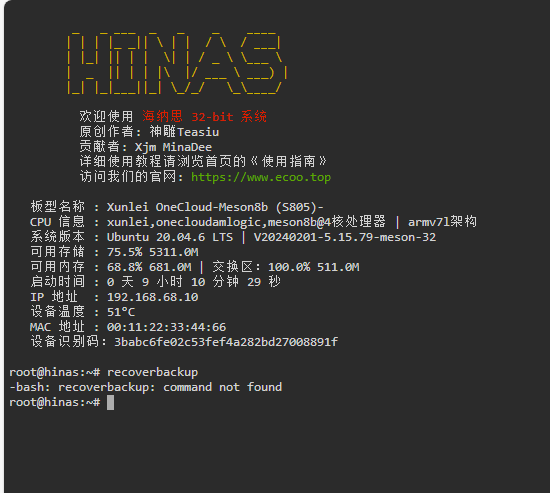 HINAS
欢迎使用 海纳思 32-bit 系统
原创作者: 神雕Teasiu
贡献者: Xjm MinaDee
详细使用教程请浏览首页的《使用指南》
访问我们的官网: https://www.ecoo.top
板型名称 : Xunlei OneCloud-Meson8b (S805)-
CPU 信息 : xunlei,onecloudamlogic,meson8b@4核处理器 | armv7l架构
系统版本 : Ubuntu 20.04.6 LTS | V20240201-5.15.79-meson-32
可用存储 : 75.5% 5311.0M
可用内存 : 68.8% 681.0M | 交换区: 100.0% 511.0M
启动时间 : 0 天 9 小时 10 分钟 29 秒
IP 地址 : 192.168.68.10
设备温度 : 51°C
MAC 地址 : 00:11:22:33:44:66
设备识别码: 3babc6fe02c53fef4a282bd27008891f
root@hinas:~# recoverbackup
-bash: recoverbackup: command not found
root@hinas:~#